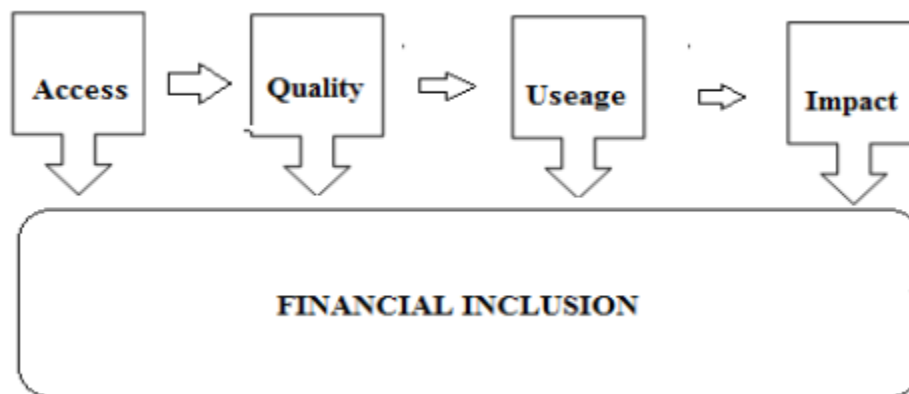 Access
Quality
Useage
Impact
FINANCIAL INCLUSION